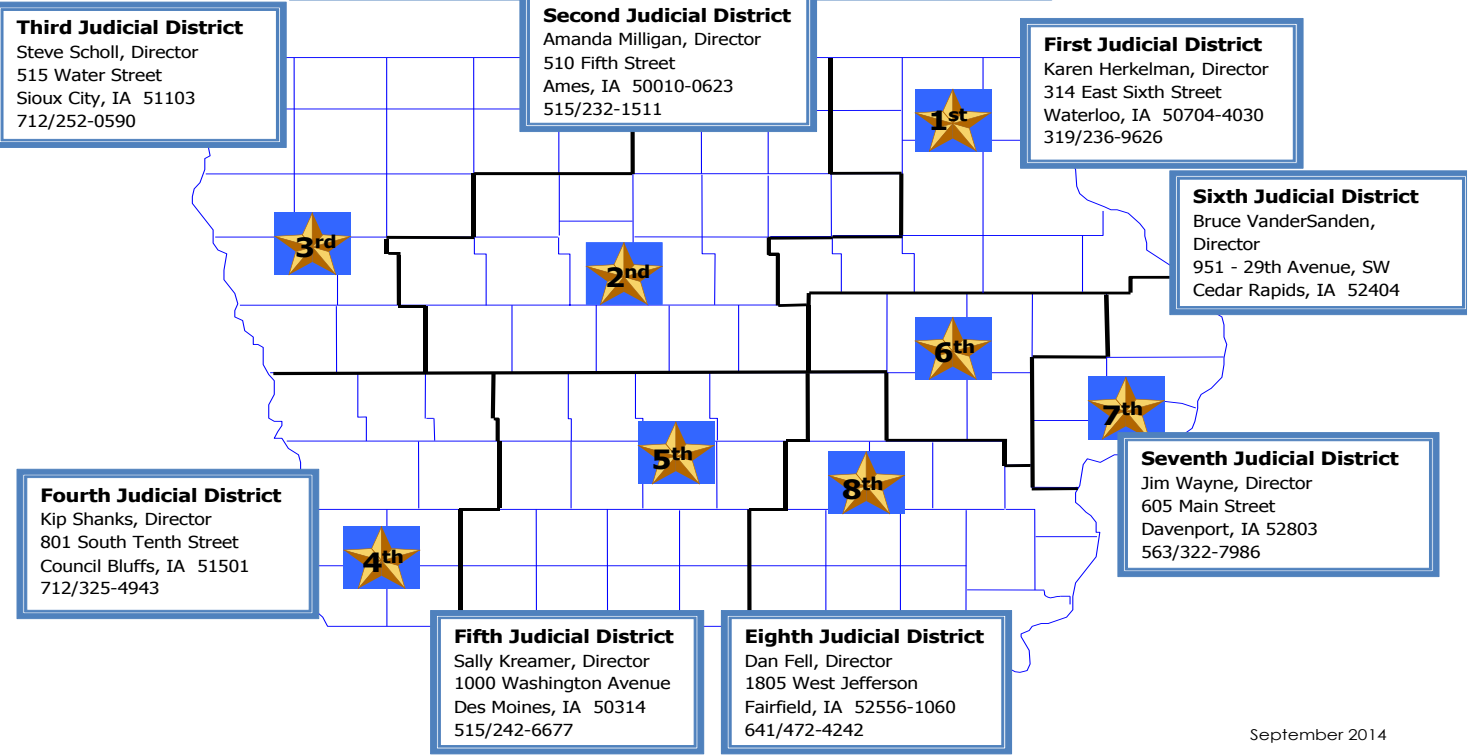 Third Judicial District
Steve Scholl, Director
515 Water Street
Sioux City, IA 51103
712/252-0590
Second Judicial District
Amanda Milligan, Director
510 Fifth Street
Ames, IA 50010-0623
515/232-1511
First Judicial District
Karen Herkelman, Director
314 East Sixth Street
Waterloo, IA 50704-4030
319/236-9626
Sixth Judicial District
Bruce VanderSanden,
Director
951 - 29th Avenue, SW
Cedar Rapids, IA 52404
1st
3rd
2nd
6th
7th
5th
8th
4th
Seventh Judicial District
Jim Wayne, Director
605 Main Street
Davenport, IA 52803
563/322-7986
Fourth Judicial District
Kip Shanks, Director
801 South Tenth Street
Council Bluffs, IA 51501
712/325-4943
Fifth Judicial District
Sally Kreamer, Director
1000 Washington Avenue
Des Moines, IA 50314
515/242-6677
Eighth Judicial District
Dan Fell, Director
1805 West Jefferson
Fairfield, IA 52556-1060
641/472-4242
September 2014